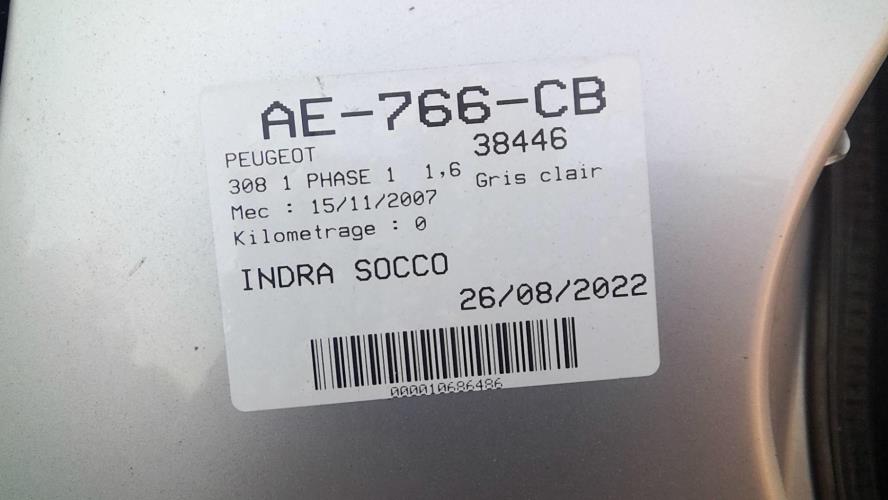 AE-766-CB
PEUGEOT 38446
308 1 PHASE 1 1,6 Gris clair
Mec : 15/11/2007
Kilometrage : 0
INDRA SOCCO
26/08/2022
000010686486